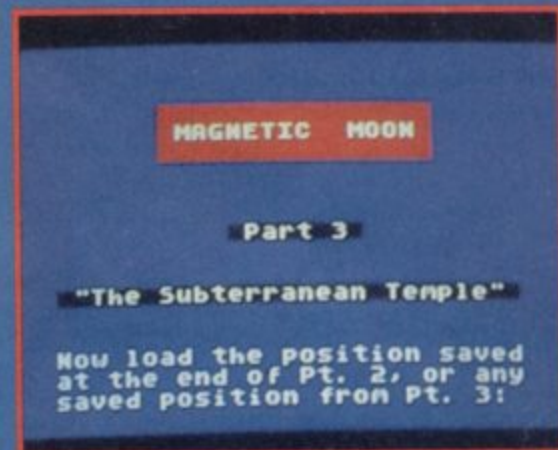 MAGNETIC MOON
Part 3
"The Subterranean Temple"
Now load the position saved
at the end of Pt. 2, or any
saved position from Pt. 3: